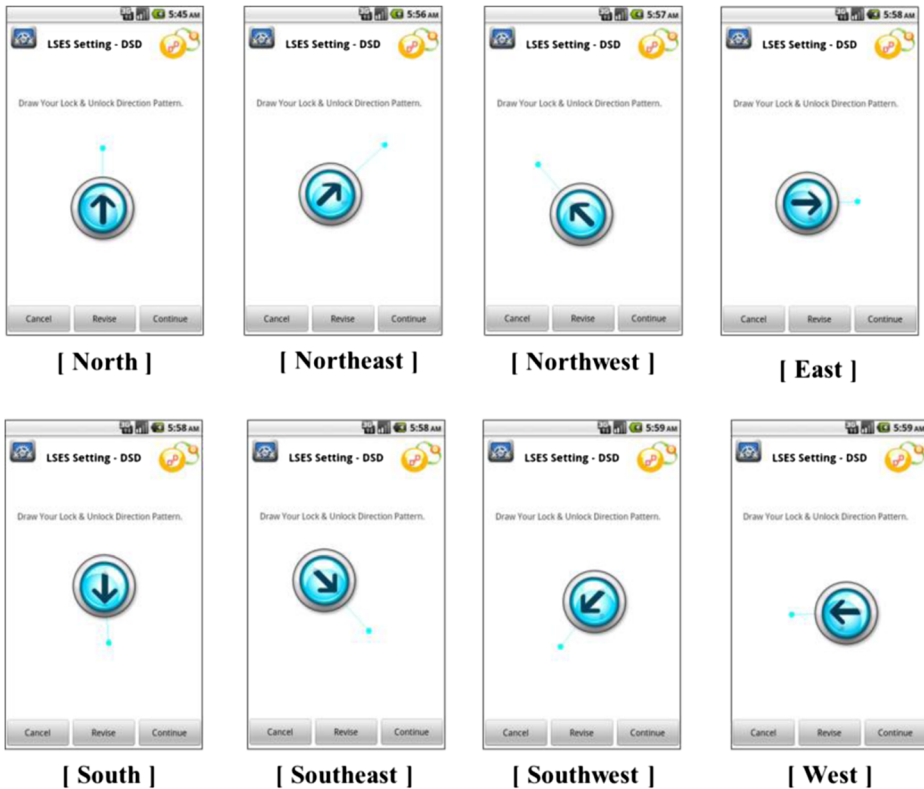 5:45 AM
LSES Setting - DSD
Draw Your Lock & Unlock Direction Pattern.
Cancel Revise Continue
[ North ]
5:56 AM
LSES Setting - DSD
Draw Your Lock & Unlock Direction Pattern.
Cancel Revise Continue
[ Northeast ]
5:57 AM
LSES Setting - DSD
Draw Your Lock & Unlock Direction Pattern.
Cancel Revise Continue
[ Northwest ]
5:58 AM
LSES Setting - DSD
Draw Your Lock & Unlock Direction Pattern.
Cancel Revise Continue
[ East ]
5:58 AM
LSES Setting - DSD
Draw Your Lock & Unlock Direction Pattern.
Cancel Revise Continue
[ South ]
5:58 AM
LSES Setting - DSD
Draw Your Lock & Unlock Direction Pattern.
Cancel Revise Continue
[ Southeast ]
5:59 AM
LSES Setting - DSD
Draw Your Lock & Unlock Direction Pattern.
Cancel Revise Continue
[ Southwest ]
5:59 AM
LSES Setting - DSD
Draw Your Lock & Unlock Direction Pattern.
Cancel Revise Continue
[ West ]